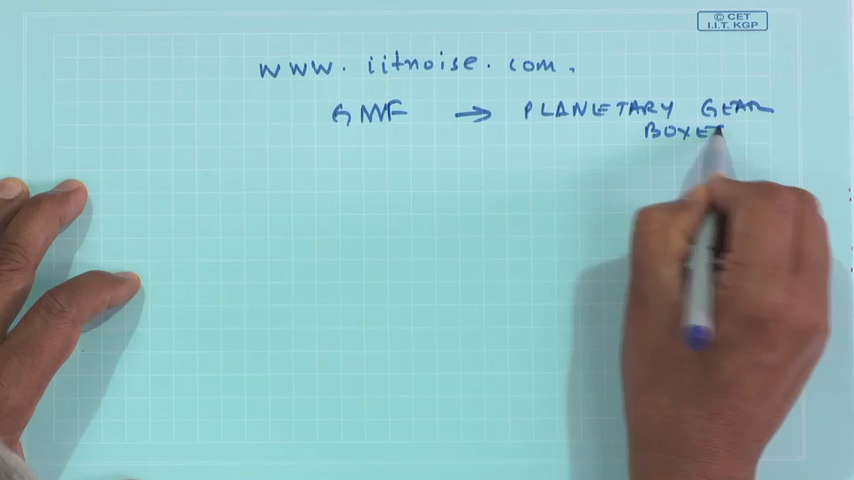 © CET
I.I.T. KGP
www.iitnoise.com.
GMF → PLANETARY GEAR
BOXES